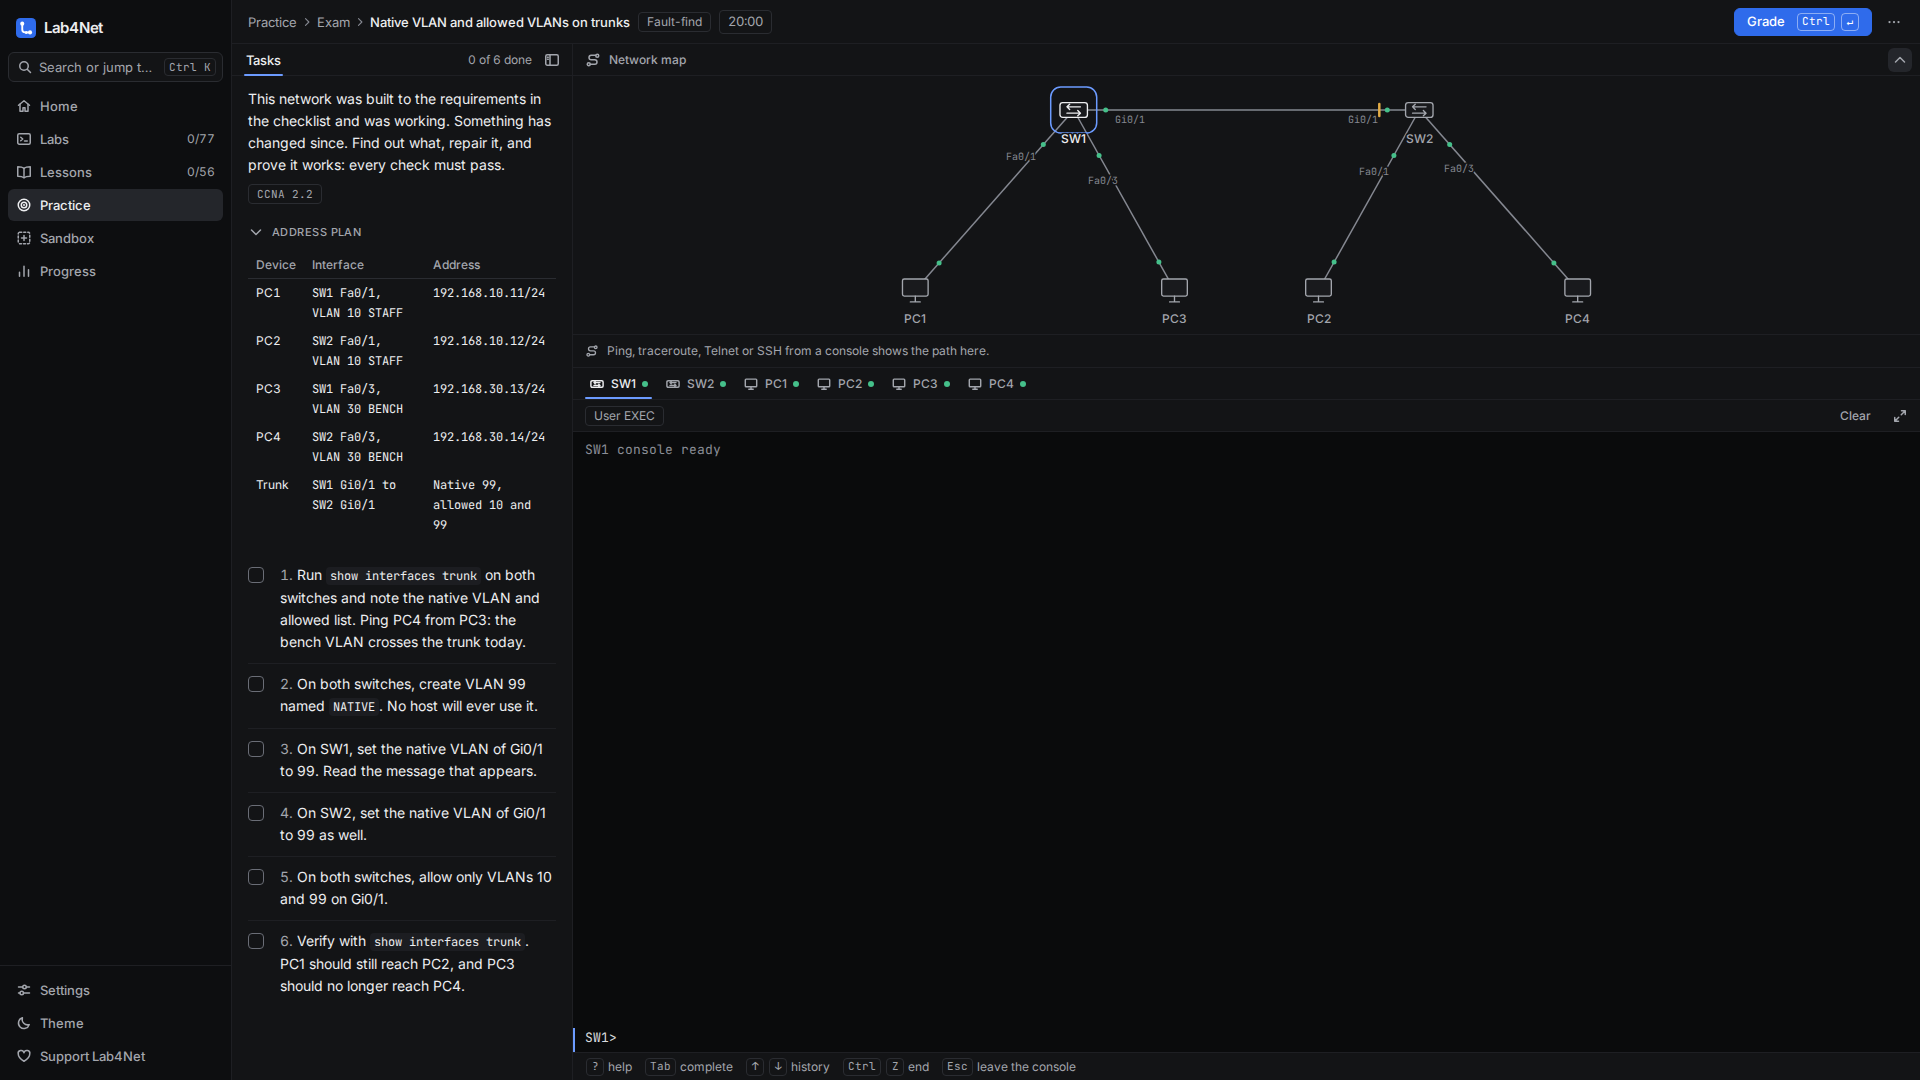 Lab4Net
Search or jump t... Ctrl K
Home
Labs 0/77
Lessons 0/56
Practice
Sandbox
Progress
Settings
Theme
Support Lab4Net
Practice > Exam > Native VLAN and allowed VLANs on trunks Fault-find 20:00
Grade Ctrl ↵ ...
Tasks 0 of 6 done
This network was built to the requirements in
the checklist and was working. Something has
changed since. Find out what, repair it, and
prove it works: every check must pass.
CCNA 2.2
ADDRESS PLAN
Device Interface Address
PC1 SW1 Fa0/1, 192.168.10.11/24
VLAN 10 STAFF
PC2 SW2 Fa0/1, 192.168.10.12/24
VLAN 10 STAFF
PC3 SW1 Fa0/3, 192.168.30.13/24
VLAN 30 BENCH
PC4 SW2 Fa0/3, 192.168.30.14/24
VLAN 30 BENCH
Trunk SW1 Gi0/1 to Native 99,
SW2 Gi0/1 allowed 10 and
99
1. Run show interfaces trunk on both
switches and note the native VLAN and
allowed list. Ping PC4 from PC3: the
bench VLAN crosses the trunk today.
2. On both switches, create VLAN 99
named NATIVE. No host will ever use it.
3. On SW1, set the native VLAN of Gi0/1
to 99. Read the message that appears.
4. On SW2, set the native VLAN of Gi0/1
to 99 as well.
5. On both switches, allow only VLANs 10
and 99 on Gi0/1.
6. Verify with show interfaces trunk.
PC1 should still reach PC2, and PC3
should no longer reach PC4.
Network map
Gi0/1 Gi0/1
SW1 SW2
Fa0/1 Fa0/3 Fa0/1 Fa0/3
PC1 PC3 PC2 PC4
Ping, traceroute, Telnet or SSH from a console shows the path here.
SW1 SW2 PC1 PC2 PC3 PC4
User EXEC Clear
SW1 console ready
SW1>
? help Tab complete ↑ ↓ history Ctrl Z end Esc leave the console